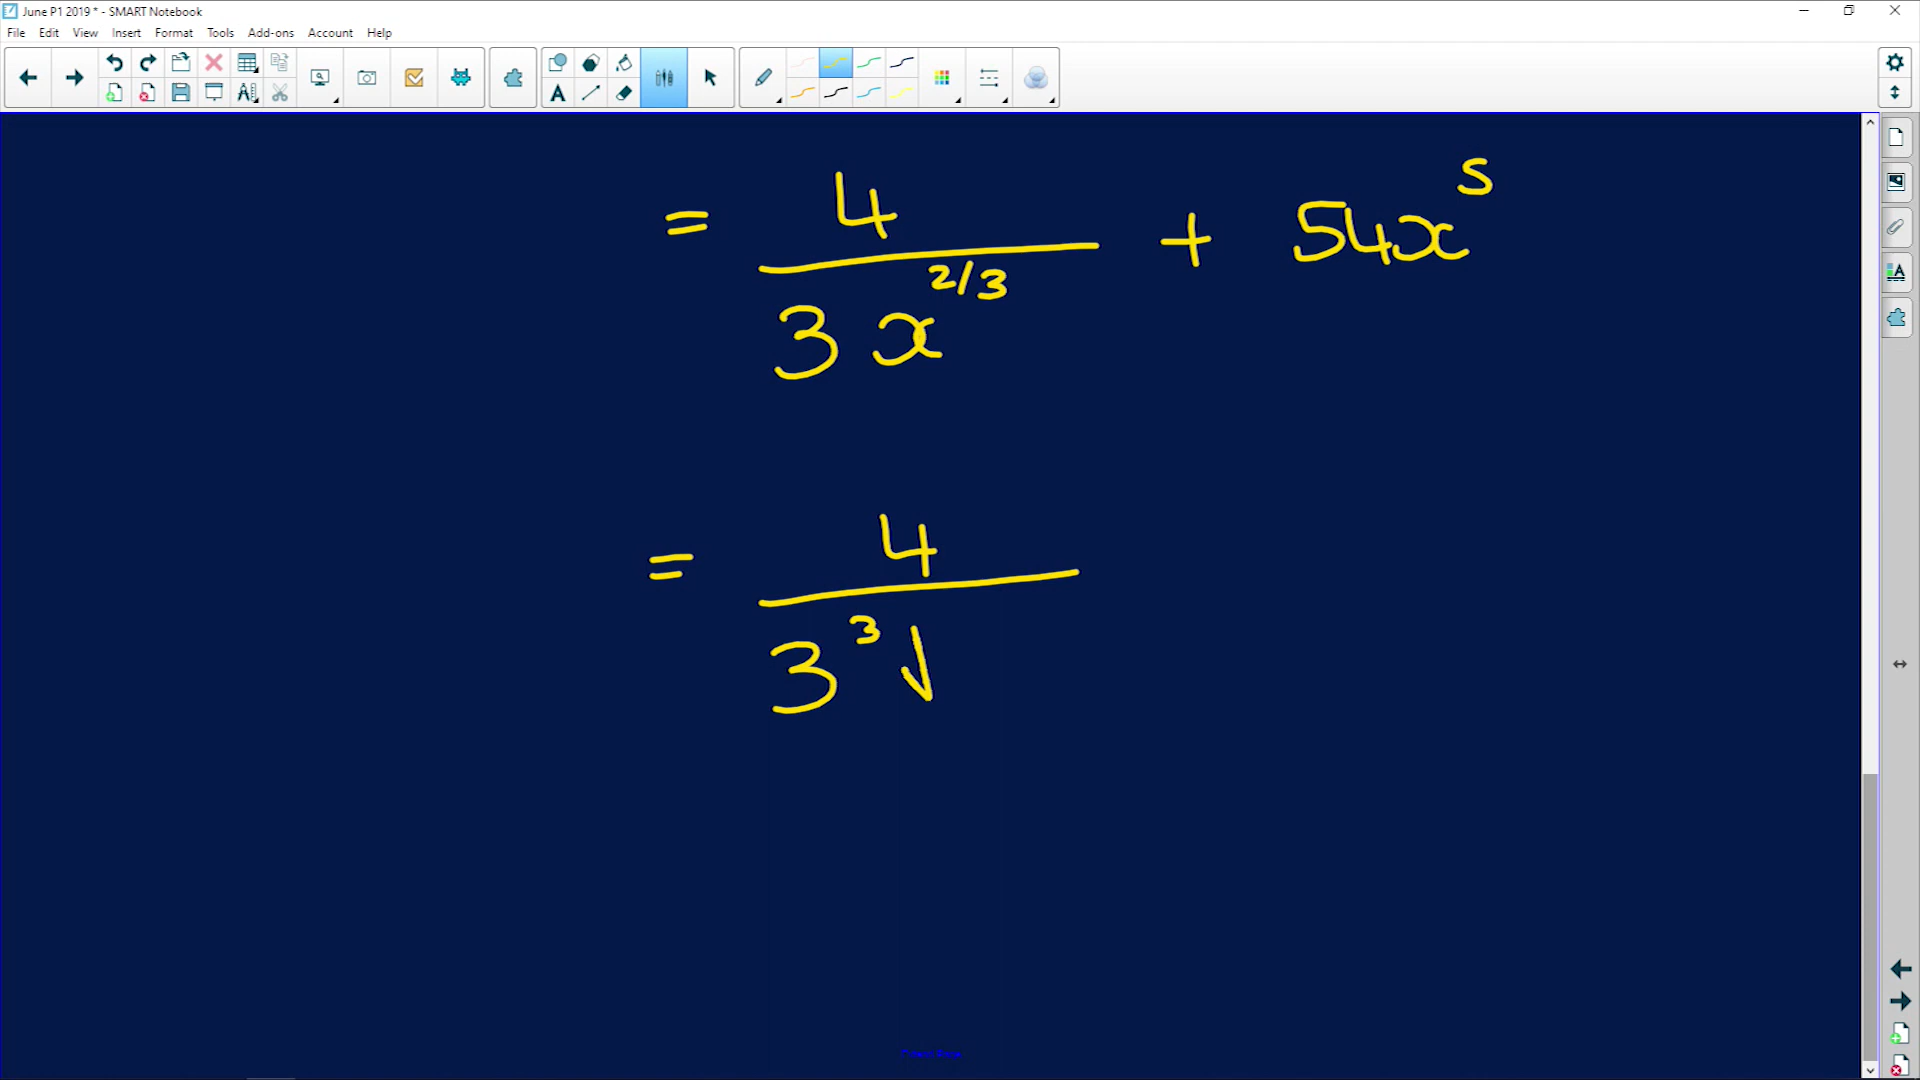 June P1 2019 * - SMART Notebook
File Edit View Insert Format Tools Add-ons Account Help
= 4 / 3 x^2/3 + 54x^5
= 4 / 3 ³√